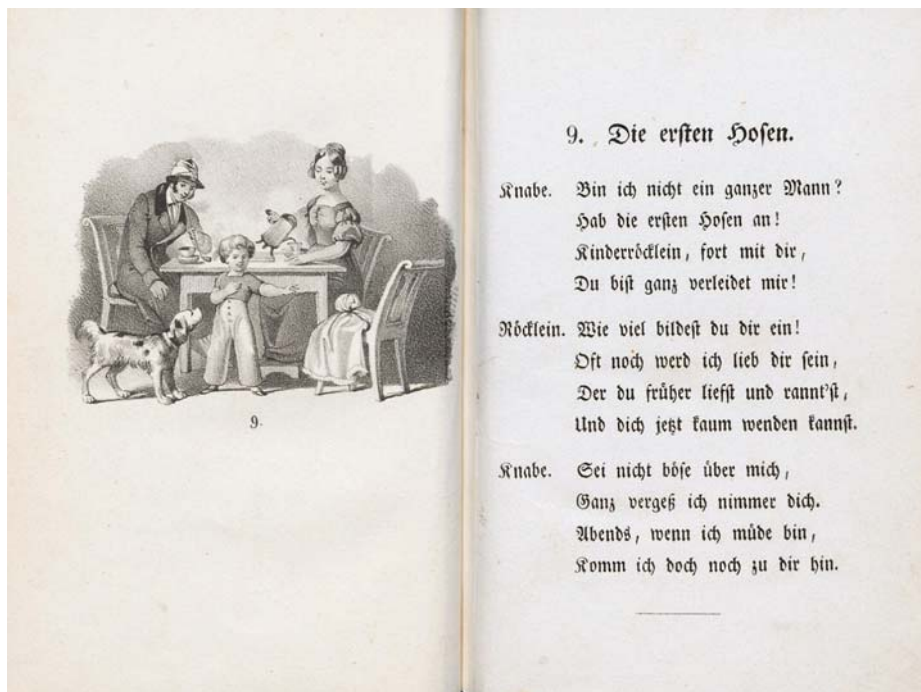 9.
9. Die ersten Hosen.
Knabe. Bin ich nicht ein ganzer Mann?
Hab die ersten Hosen an!
Kinderröcklein, fort mit dir,
Du bist ganz verleidet mir!
Röcklein. Wie viel bildest du dir ein!
Oft noch werd ich lieb dir sein,
Der du früher liefst und rannt'st,
Und dich jetzt kaum wenden kannst.
Knabe. Sei nicht böse über mich,
Ganz vergeß ich nimmer dich.
Abends, wenn ich müde bin,
Komm ich doch noch zu dir hin.